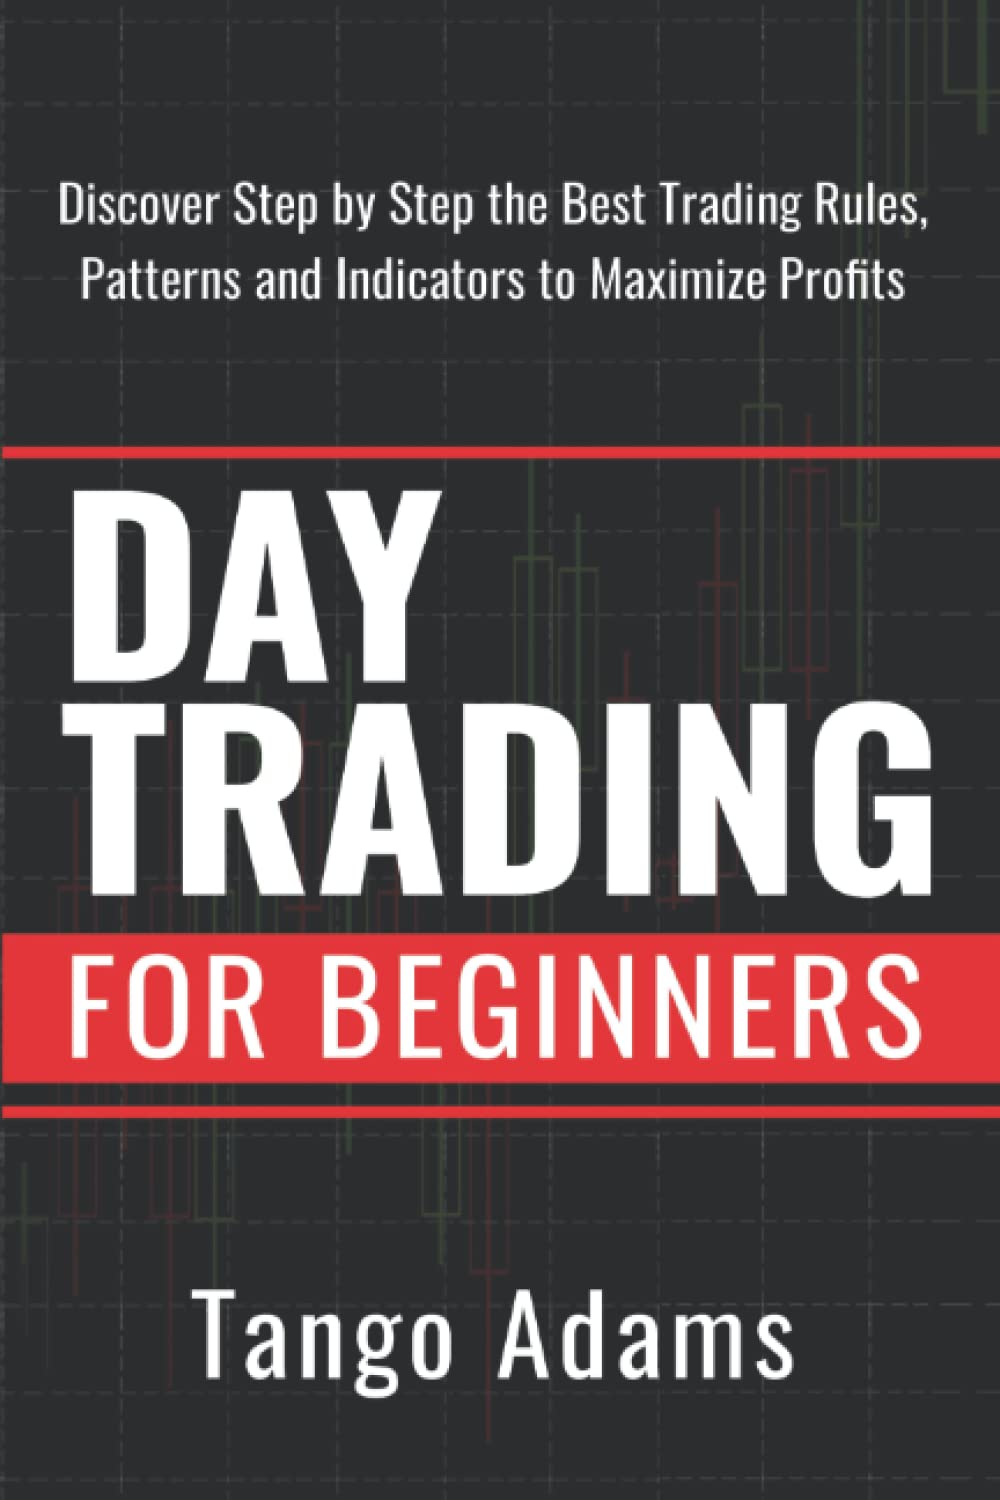 Discover Step by Step the Best Trading Rules,
Patterns and Indicators to Maximize Profits
DAY
TRADING
FOR BEGINNERS
Tango Adams